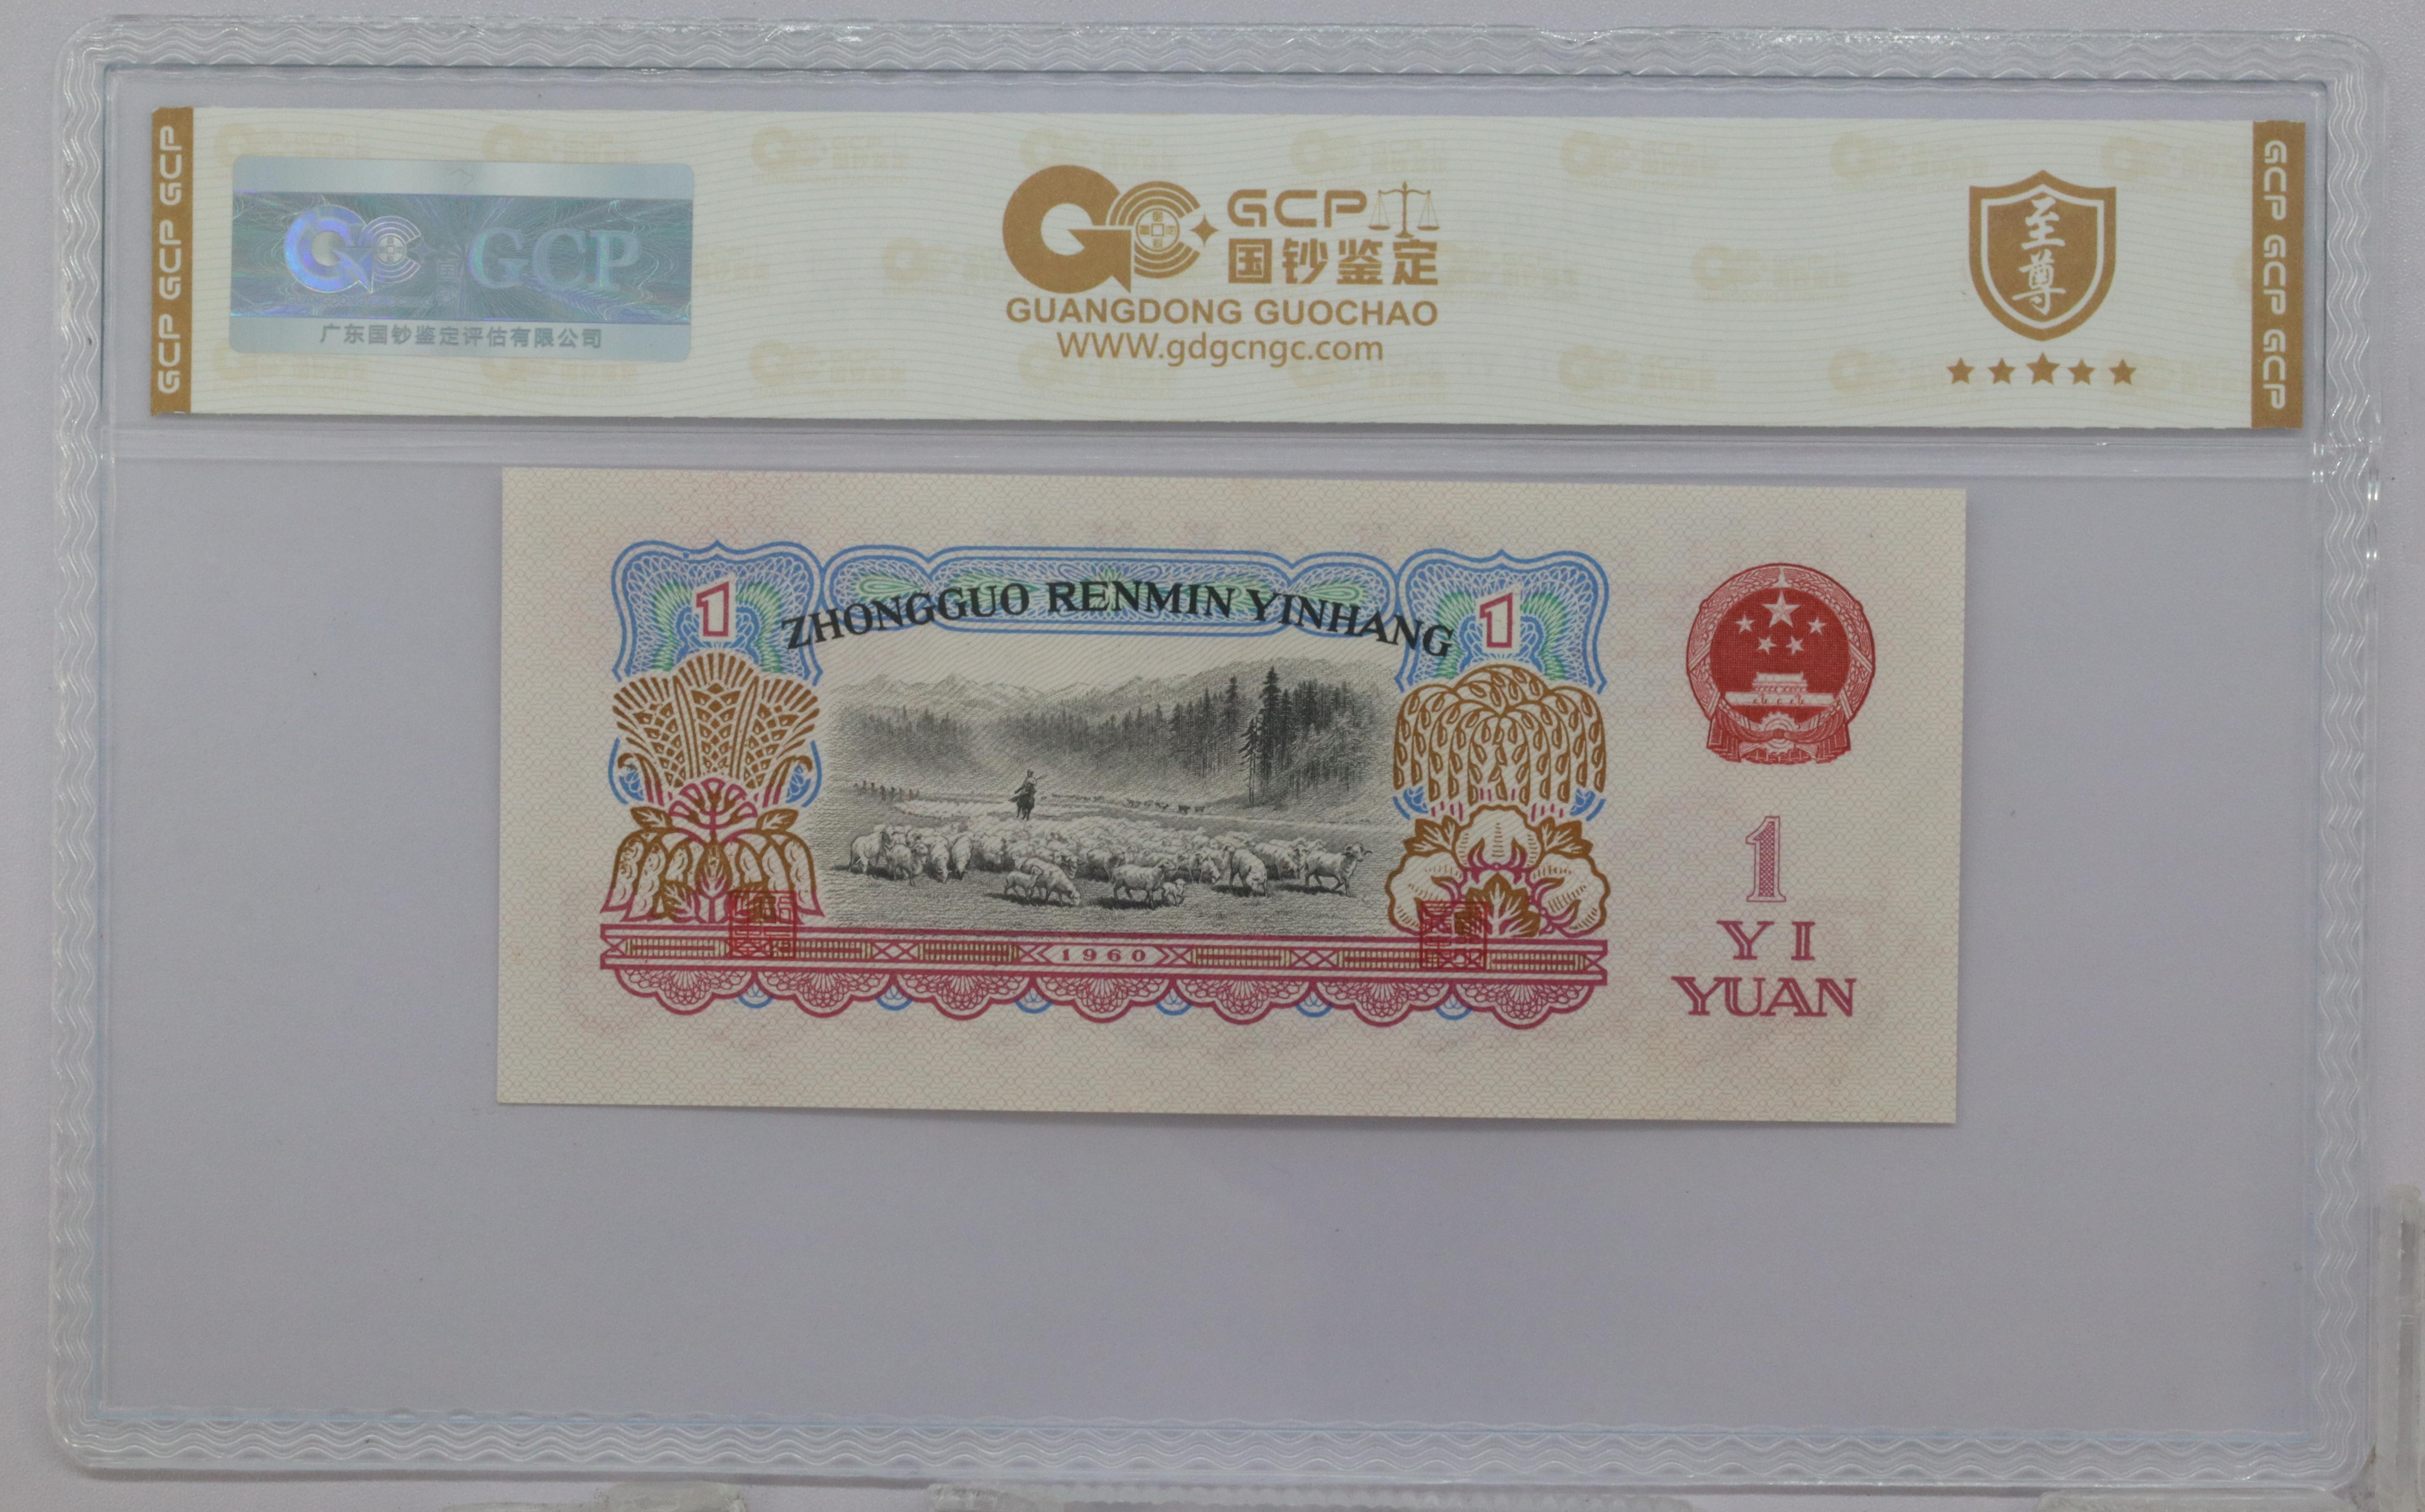 GCP GCP GCP
GCP
广东国钞鉴定评估有限公司
GCP
国钞鉴定
GUANGDONG GUOCHAO
WWW.gdgcngc.com
至尊
GCP GCP GCP
1
ZHONGGUO RENMIN YINHANG
1
1960
1
YI
YUAN